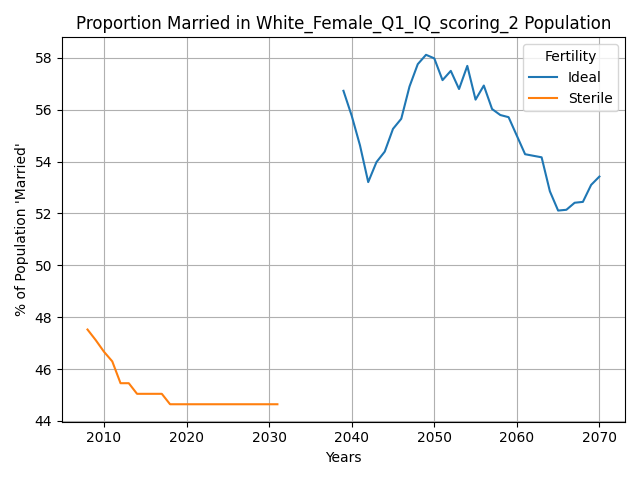 Proportion Married in White_Female_Q1_IQ_scoring_2 Population
% of Population 'Married'
58
56
54
52
50
48
46
44
Fertility
Ideal
Sterile
2010 2020 2030 2040 2050 2060 2070
Years